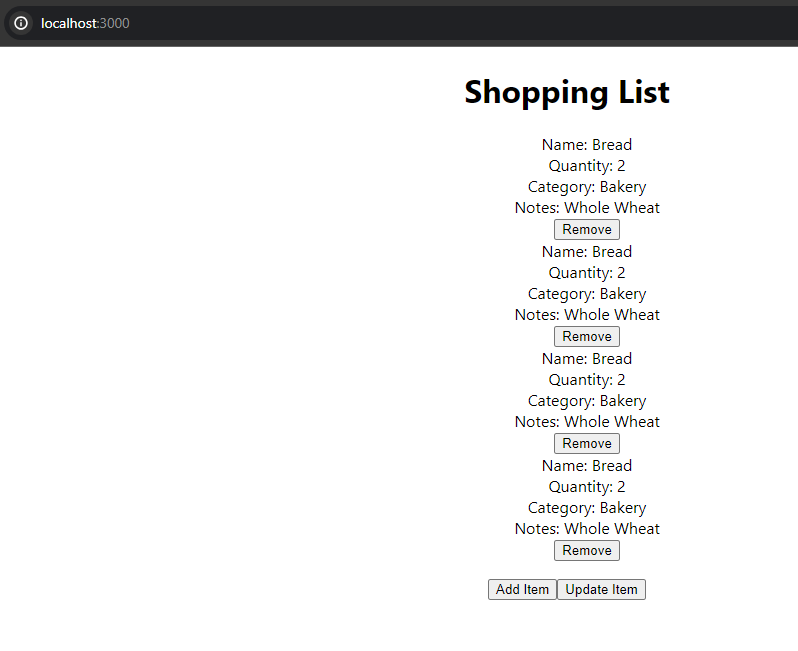 localhost:3000
Shopping List
Name: Bread
Quantity: 2
Category: Bakery
Notes: Whole Wheat
Remove
Name: Bread
Quantity: 2
Category: Bakery
Notes: Whole Wheat
Remove
Name: Bread
Quantity: 2
Category: Bakery
Notes: Whole Wheat
Remove
Name: Bread
Quantity: 2
Category: Bakery
Notes: Whole Wheat
Remove
Add Item Update Item